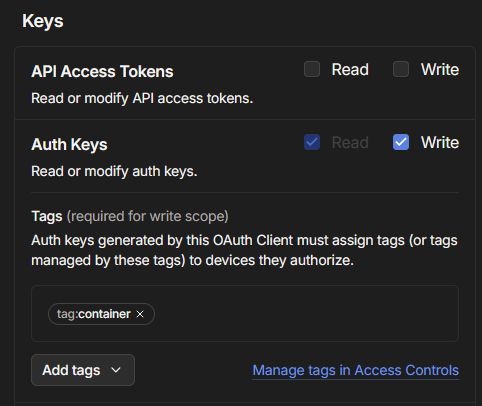 Keys
API Access Tokens Read Write
Read or modify API access tokens.
Auth Keys Read Write
Read or modify auth keys.
Tags (required for write scope)
Auth keys generated by this OAuth Client must assign tags (or tags
managed by these tags) to devices they authorize.
tag:container ×
Add tags Manage tags in Access Controls